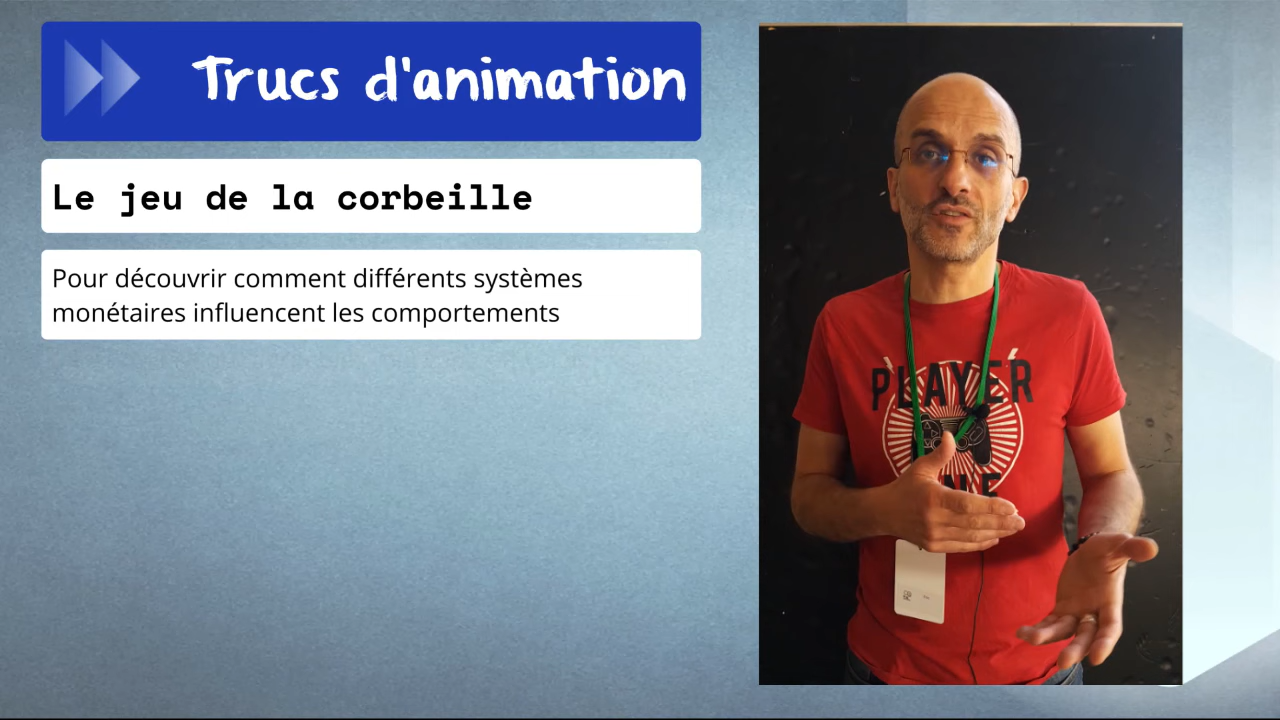 Trucs d'animation
Le jeu de la corbeille
Pour découvrir comment différents systèmes
monétaires influencent les comportements
PLAYER